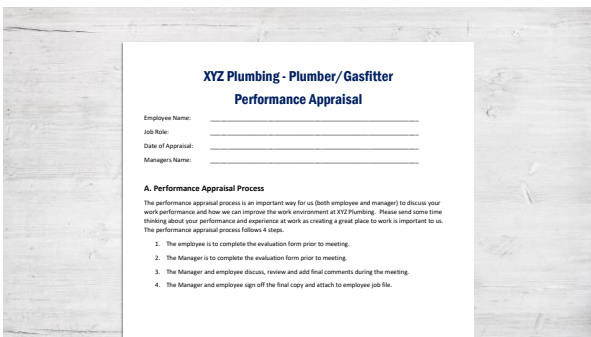 XYZ Plumbing - Plumber/Gasfitter
Performance Appraisal
Employee Name: ________________________________
Job Role: ________________________________
Date of Appraisal: ________________________________
Managers Name: ________________________________
A. Performance Appraisal Process
The performance appraisal process is an important way for us (both employee and manager) to discuss your
work performance and how we can improve the work environment at XYZ Plumbing. Please send some time
thinking about your performance and experience at work as creating a great place to work is important to us.
The performance appraisal process follows 4 steps.
1. The employee is to complete the evaluation form prior to meeting.
2. The Manager is to complete the evaluation form prior to meeting.
3. The Manager and employee discuss, review and add final comments during the meeting.
4. The Manager and employee sign off the final copy and attach to employee job file.